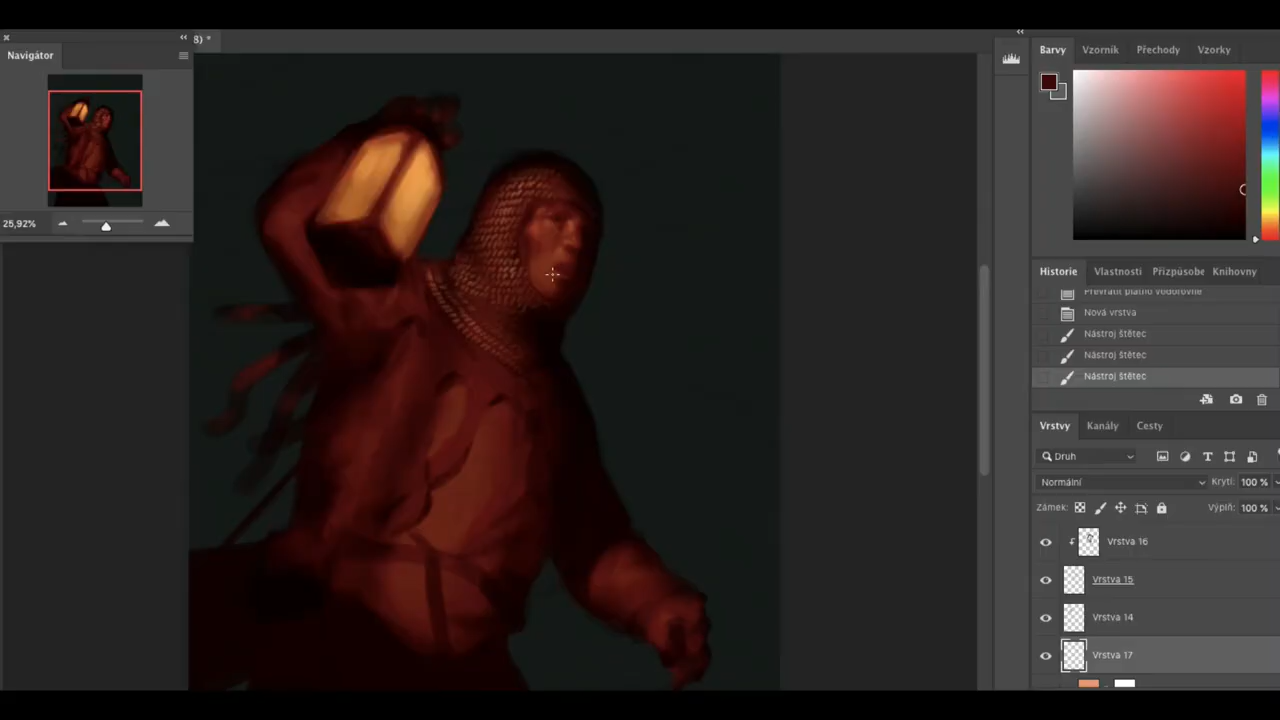 Navigátor
25,92%
8) *
Barvy Vzorník Přechody Vzorky
Historie Vlastnosti Přizpůsobe Knihovny
Převrátit plátno vodorovně
Nová vrstva
Nástroj štětec
Nástroj štětec
Nástroj štětec
Vrstvy Kanály Cesty
Druh
Normální Krytí: 100 %
Zámek: Výplň: 100 %
Vrstva 16
Vrstva 15
Vrstva 14
Vrstva 17